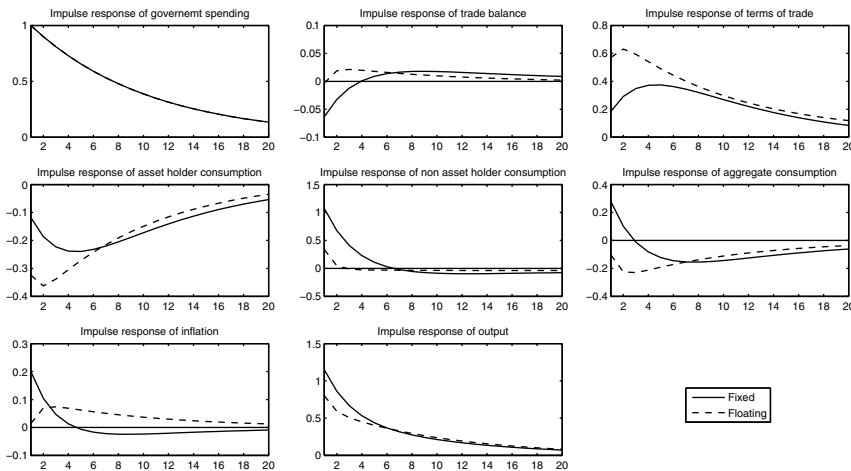 Impulse response of governemt spending
Impulse response of trade balance
Impulse response of terms of trade
1
0.5
0
2 4 6 8 10 12 14 16 18 20
0.1
0.05
0
−0.05
−0.1
2 4 6 8 10 12 14 16 18 20
0.8
0.6
0.4
0.2
0
2 4 6 8 10 12 14 16 18 20
Impulse response of asset holder consumption
Impulse response of non asset holder consumption
Impulse response of aggregate consumption
0
−0.1
−0.2
−0.3
−0.4
2 4 6 8 10 12 14 16 18 20
1.5
1
0.5
0
−0.5
2 4 6 8 10 12 14 16 18 20
0.4
0.2
0
−0.2
−0.4
2 4 6 8 10 12 14 16 18 20
Impulse response of inflation
Impulse response of output
0.3
0.2
0.1
0
−0.1
2 4 6 8 10 12 14 16 18 20
1.5
1
0.5
0
2 4 6 8 10 12 14 16 18 20
Fixed
Floating